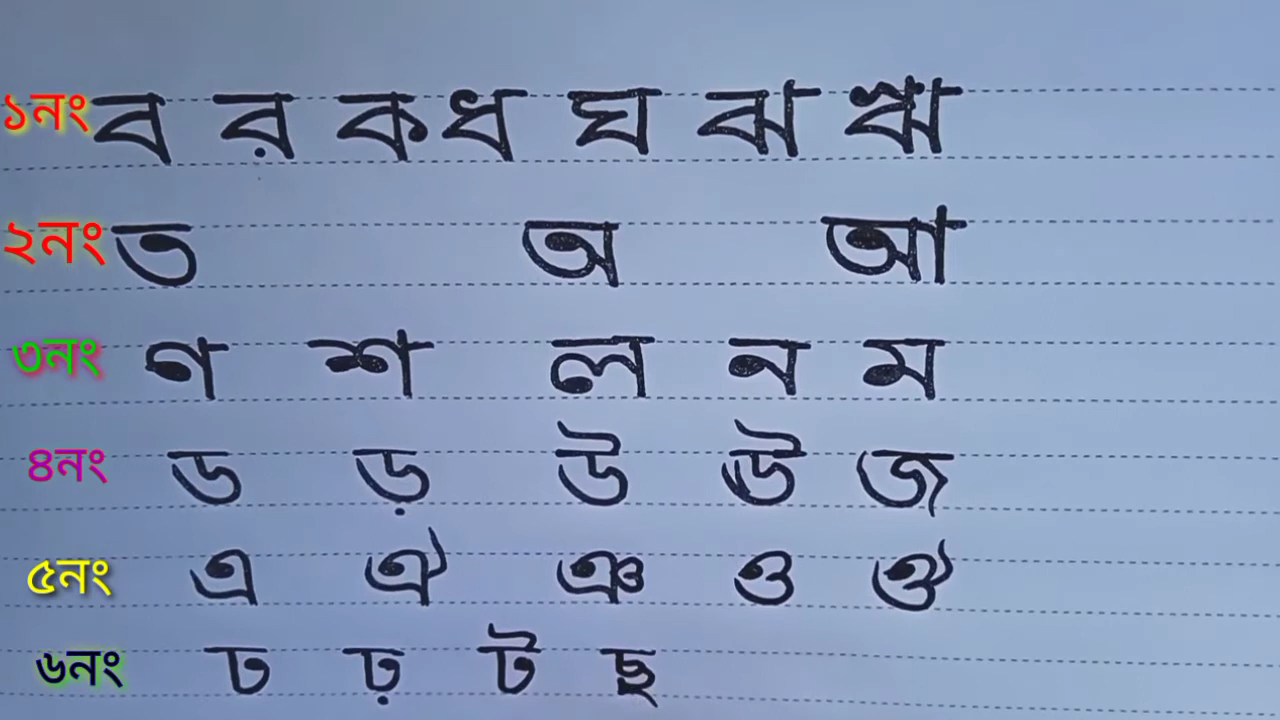 ১নং ব র ক ধ ঘ ঝ ঋ
২নং ত অ আ
৩নং ণ শ ল ন ম
৪নং ড ড় উ ঊ জ
৫নং এ ঐ ঞ ও ঔ
৬নং ঢ ঢ় ট ছ